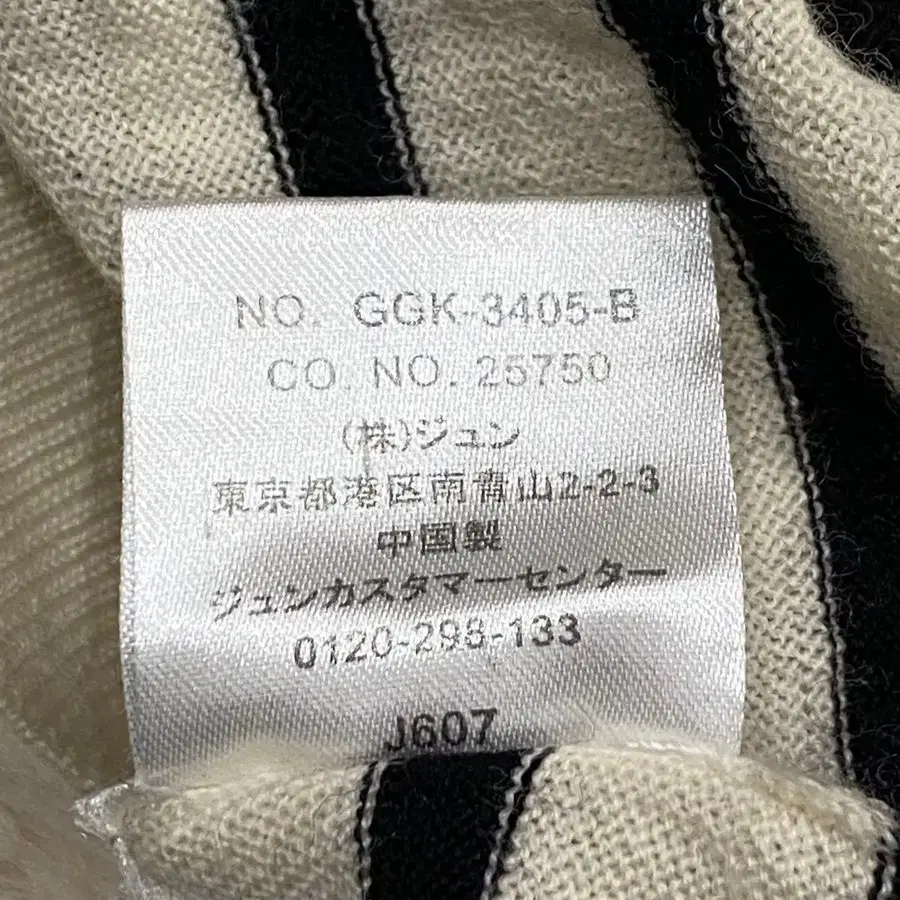 NO. GGK-3405-B
CO. NO. 25750
(株)ジュン
東京都港区南青山2-2-3
中国製
ジュンカスタマーセンター
0120-298-133
J607